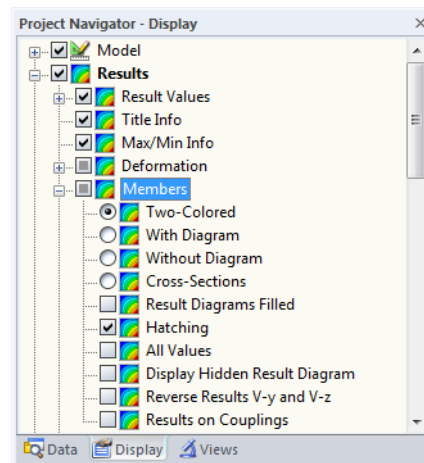 Project Navigator - Display
Model
Results
Result Values
Title Info
Max/Min Info
Deformation
Members
Two-Colored
With Diagram
Without Diagram
Cross-Sections
Result Diagrams Filled
Hatching
All Values
Display Hidden Result Diagram
Reverse Results V-y and V-z
Results on Couplings
Data Display Views